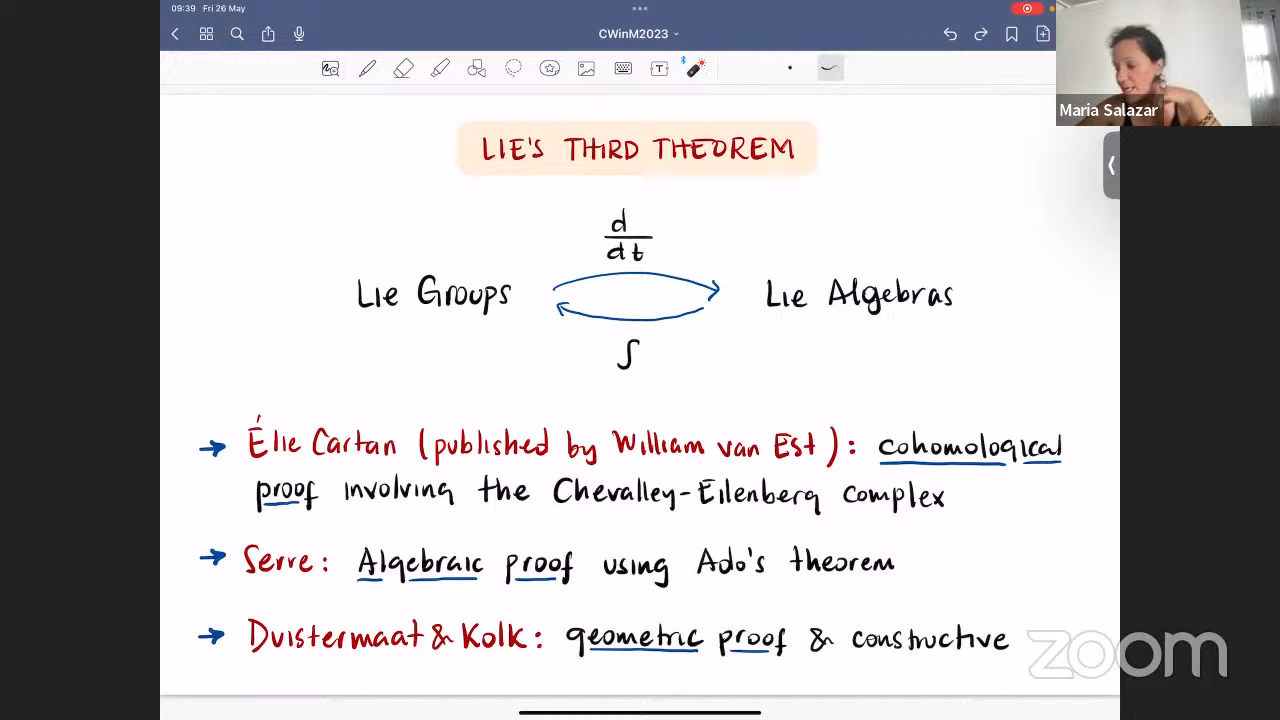 09:39 Fri 26 May
CWinM2023
Maria Salazar
LIE'S THIRD THEOREM
d
dt
Lie Groups
Lie Algebras
∫
→ Élie Cartan (published by William van Est): cohomological
proof involving the Chevalley-Eilenberg complex
→ Serre: Algebraic proof using Ado's theorem
→ Duistermaat & Kolk: geometric proof & constructive
zoom